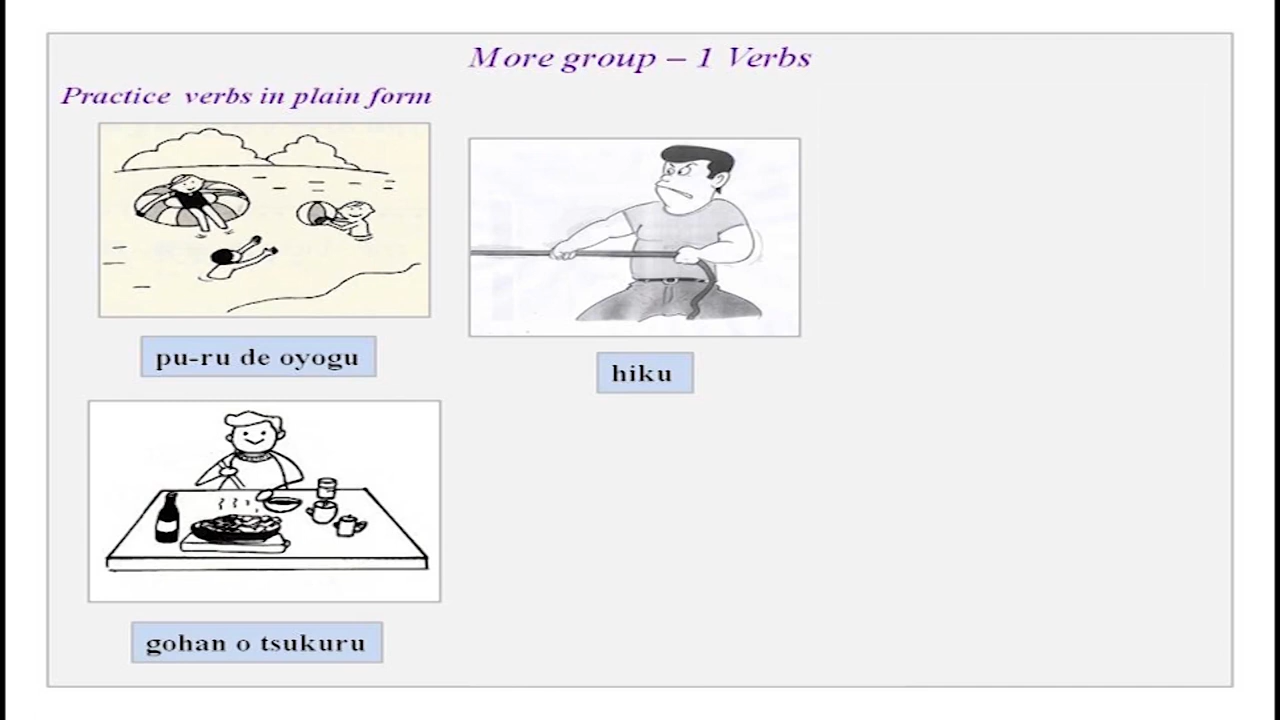 More group – 1 Verbs
Practice verbs in plain form
pu-ru de oyogu
hiku
gohan o tsukuru